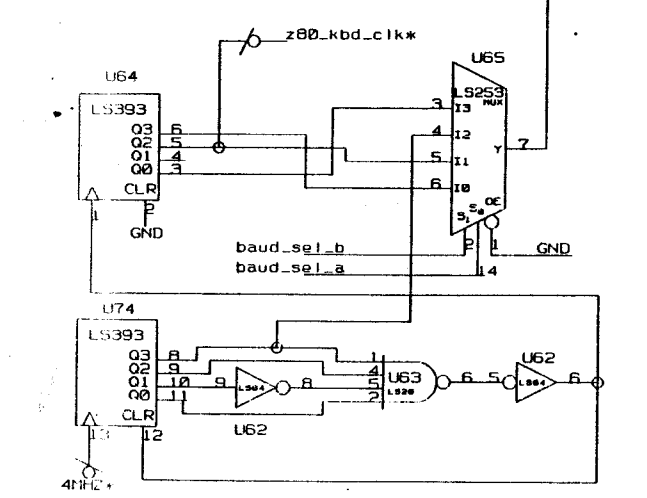 z80_kbd_clk*
U64
U65
LS393
LS253
MUX
3 I3
Q3 6
4 I2
Q2 5
Y 7
Q1 4
5 I1
Q0 3
6 I0
CLR
S1 S0 OE
1
2
2 1
GND
baud_sel_b
GND
baud_sel_a
14
U74
LS393
Q3 8
1
U62
Q2 9
4
U63
Q1 10
9
LS04
8
5
LS20
6
5
LS04
6
Q0 11
2
CLR
U62
13
12
4MHZ*